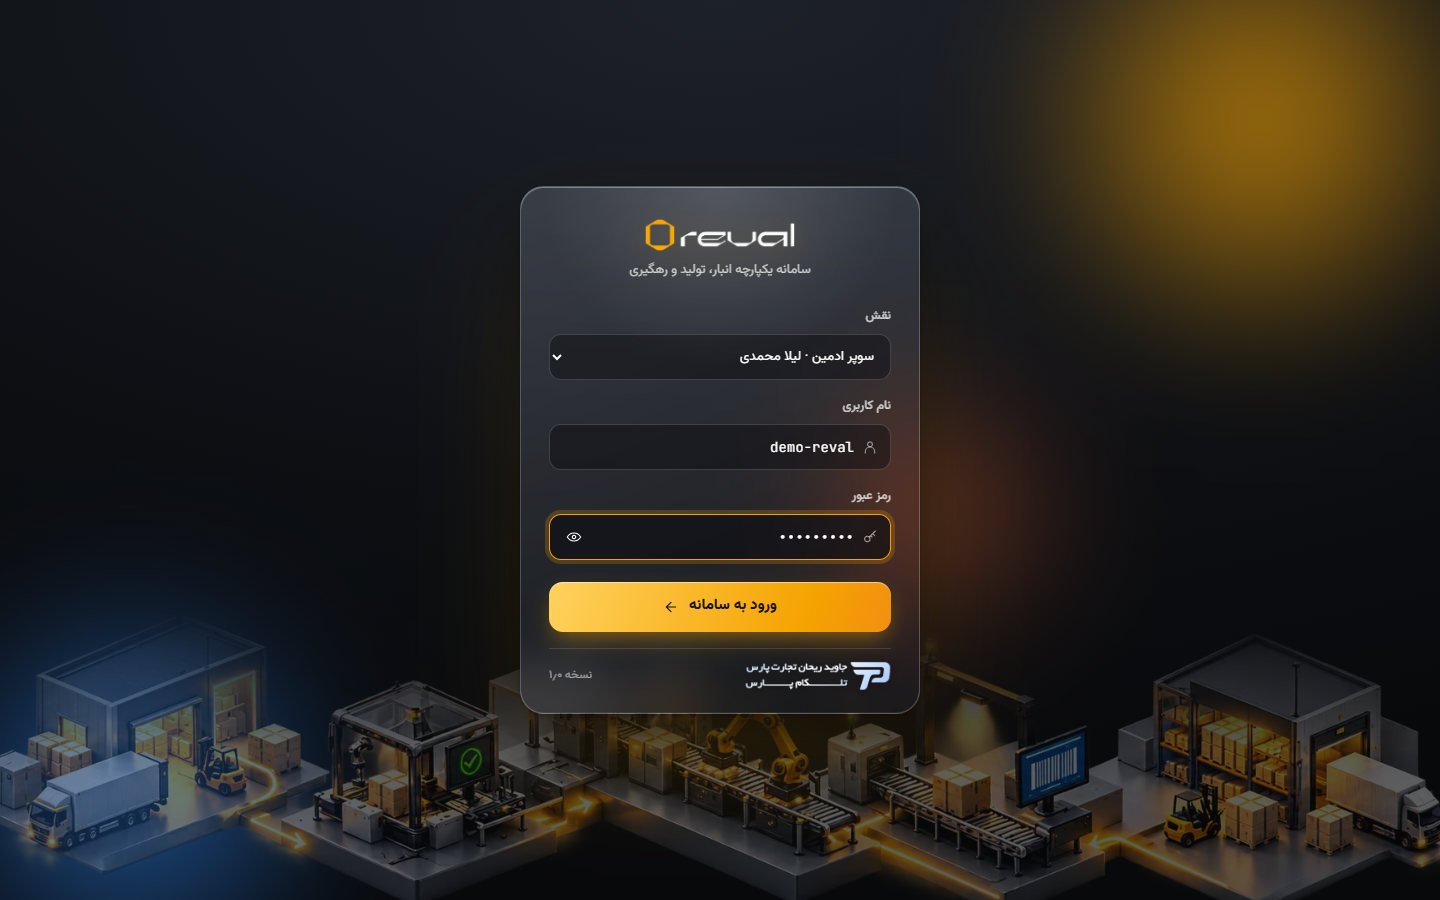 reval
سامانه یکپارچه انبار، تولید و رهگیری
نقش
سوپر ادمین · لیلا محمدی
نام کاربری
demo-reval
رمز عبور
•••••••••
ورود به سامانه
جاوید ریحان تجارت پارس
تلـــــکام پــــــارس
نسخه ۱٫۰